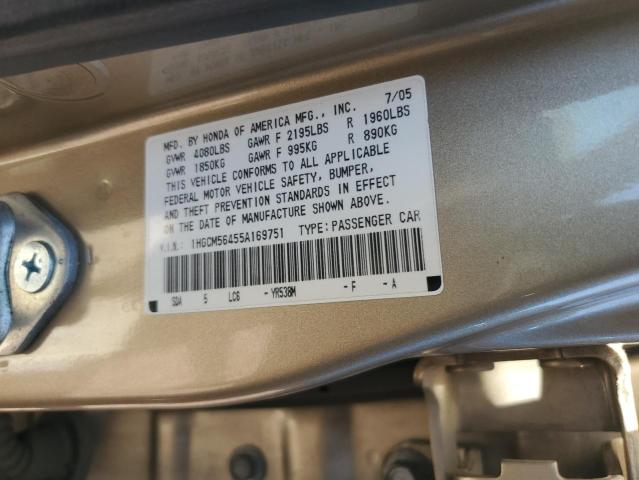 MFD. BY HONDA OF AMERICA MFG., INC. 7/05
GVWR 4080LBS GAWR F 2195LBS R 1960LBS
GVWR 1850KG GAWR F 995KG R 890KG
THIS VEHICLE CONFORMS TO ALL APPLICABLE
FEDERAL MOTOR VEHICLE SAFETY, BUMPER,
AND THEFT PREVENTION STANDARDS IN EFFECT
ON THE DATE OF MANUFACTURE SHOWN ABOVE.
V.I.N.: 1HGCM56455A169751 TYPE:PASSENGER CAR
SDA 5 LCG -YR538M -F -A